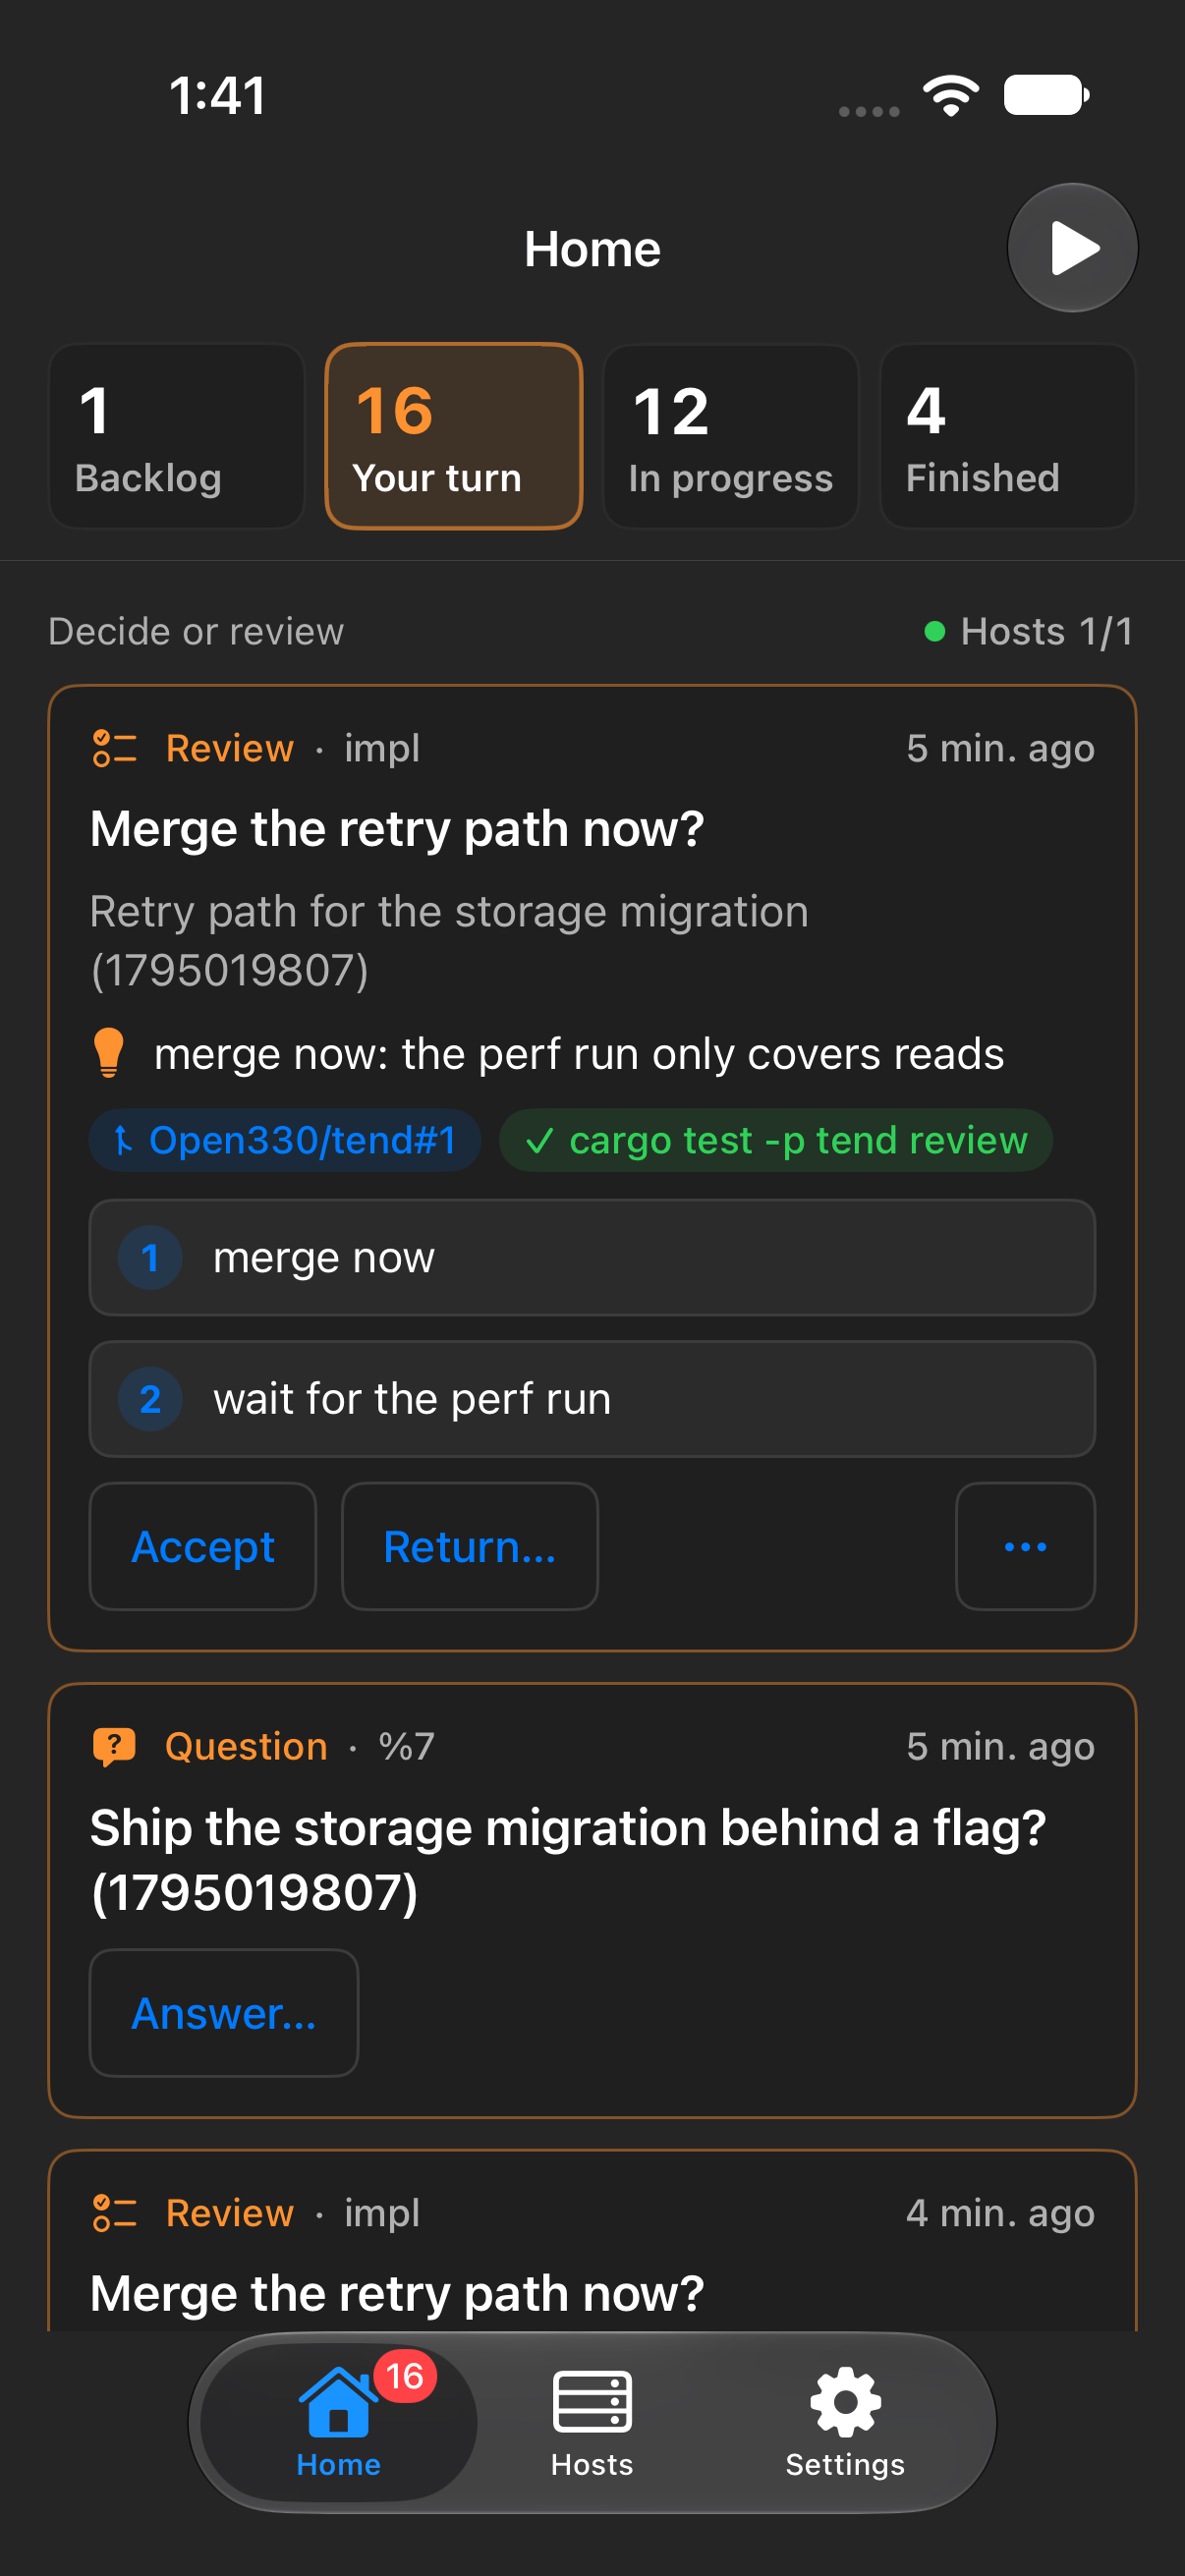 1:41
Home
1
Backlog
16
Your turn
12
In progress
4
Finished
Decide or review
Hosts 1/1
Review · impl
5 min. ago
Merge the retry path now?
Retry path for the storage migration
(1795019807)
merge now: the perf run only covers reads
Open330/tend#1
✓ cargo test -p tend review
1 merge now
2 wait for the perf run
Accept
Return...
...
Question · %7
5 min. ago
Ship the storage migration behind a flag?
(1795019807)
Answer...
Review · impl
4 min. ago
Merge the retry path now?
16
Home
Hosts
Settings